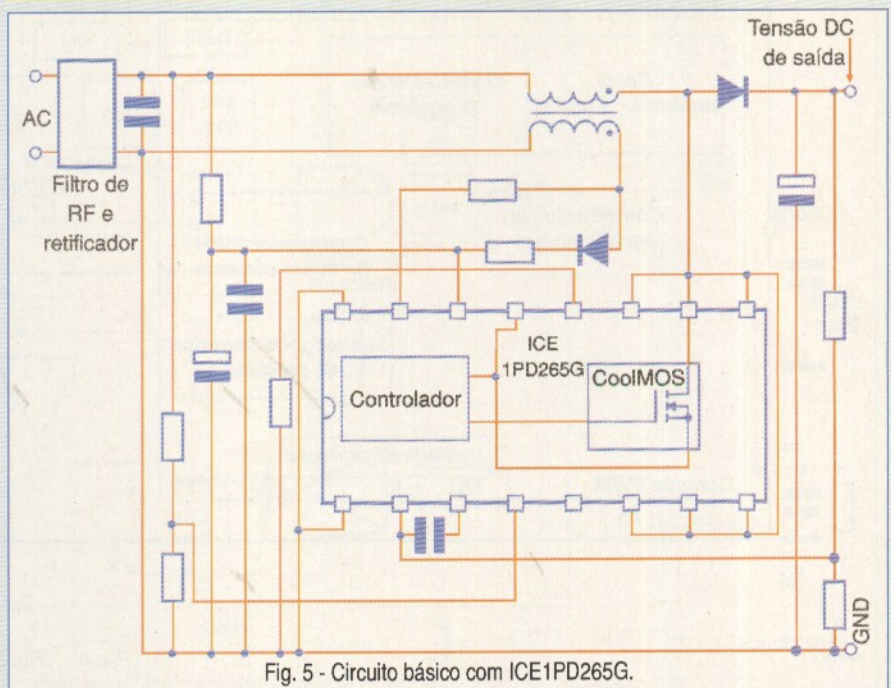 Tensão DC
de saída
AC
Filtro de
RF e
retificador
ICE
1PD265G
CoolMOS
Controlador
GND
Fig. 5 - Circuito básico com ICE1PD265G.